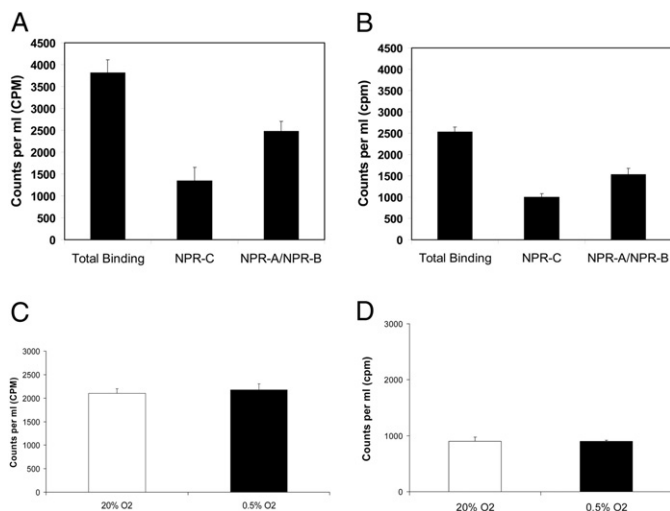 A
Counts per ml (CPM)
4500
4000
3500
3000
2500
2000
1500
1000
500
0
Total Binding NPR-C NPR-A/NPR-B
B
Counts per ml (cpm)
4500
4000
3500
3000
2500
2000
1500
1000
500
0
Total Binding NPR-C NPR-A/NPR-B
C
Counts per ml (CPM)
3000
2500
2000
1500
1000
500
0
20% O2 0.5% O2
D
Counts per ml (cpm)
3000
2000
1000
0
20% O2 0.5% O2